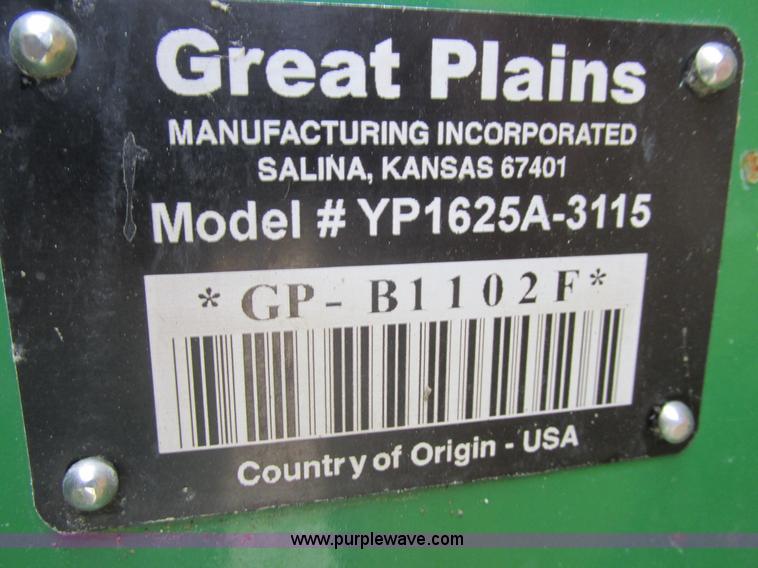 Great Plains
MANUFACTURING INCORPORATED
SALINA, KANSAS 67401
Model # YP1625A-3115
*GP-B1102F*
Country of Origin - USA
www.purplewave.com